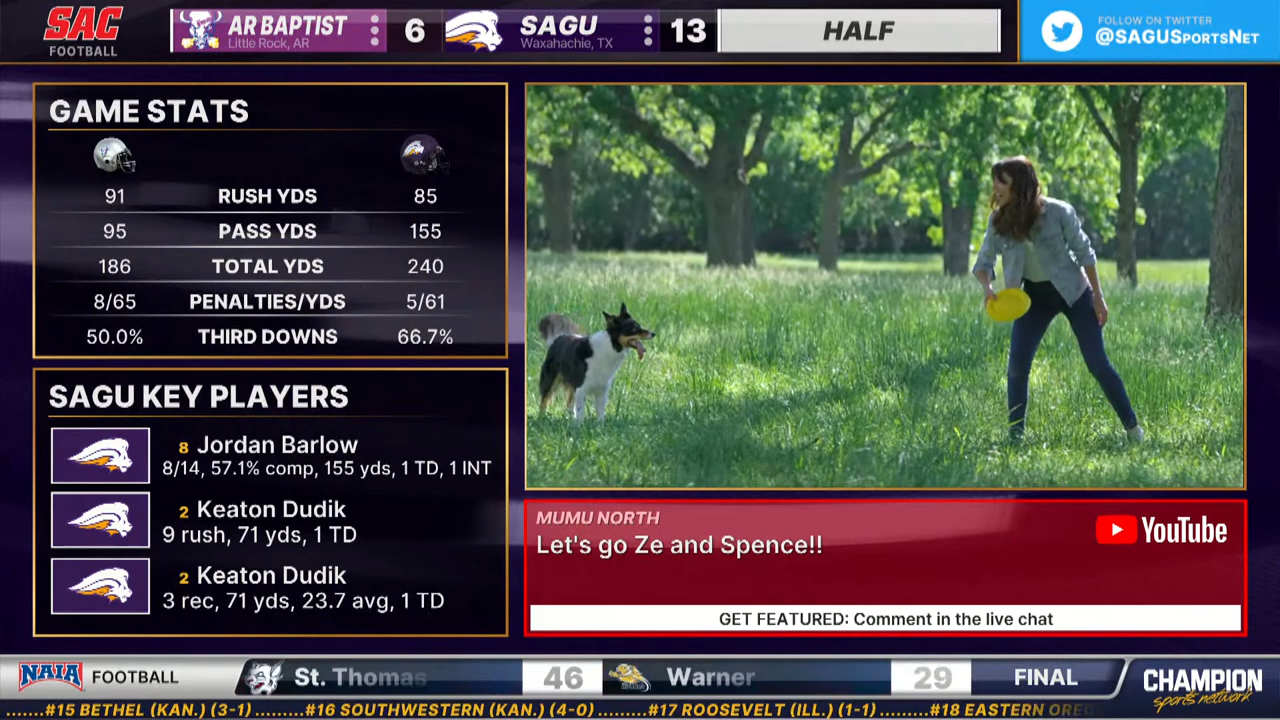 SAC
FOOTBALL
AR BAPTIST
Little Rock, AR
6
SAGU
Waxahachie, TX
13
HALF
FOLLOW ON TWITTER
@SAGUSPORTSNET
GAME STATS
91 RUSH YDS 85
95 PASS YDS 155
186 TOTAL YDS 240
8/65 PENALTIES/YDS 5/61
50.0% THIRD DOWNS 66.7%
SAGU KEY PLAYERS
8 Jordan Barlow
8/14, 57.1% comp, 155 yds, 1 TD, 1 INT
2 Keaton Dudik
9 rush, 71 yds, 1 TD
2 Keaton Dudik
3 rec, 71 yds, 23.7 avg, 1 TD
MUMU NORTH
Let's go Ze and Spence!!
YouTube
GET FEATURED: Comment in the live chat
NAIA FOOTBALL St. Thomas 46 Warner 29 FINAL
CHAMPION
sports network
......#15 BETHEL (KAN.) (3-1) ......#16 SOUTHWESTERN (KAN.) (4-0) ......#17 ROOSEVELT (ILL.) (1-1) ......#18 EASTERN ORE